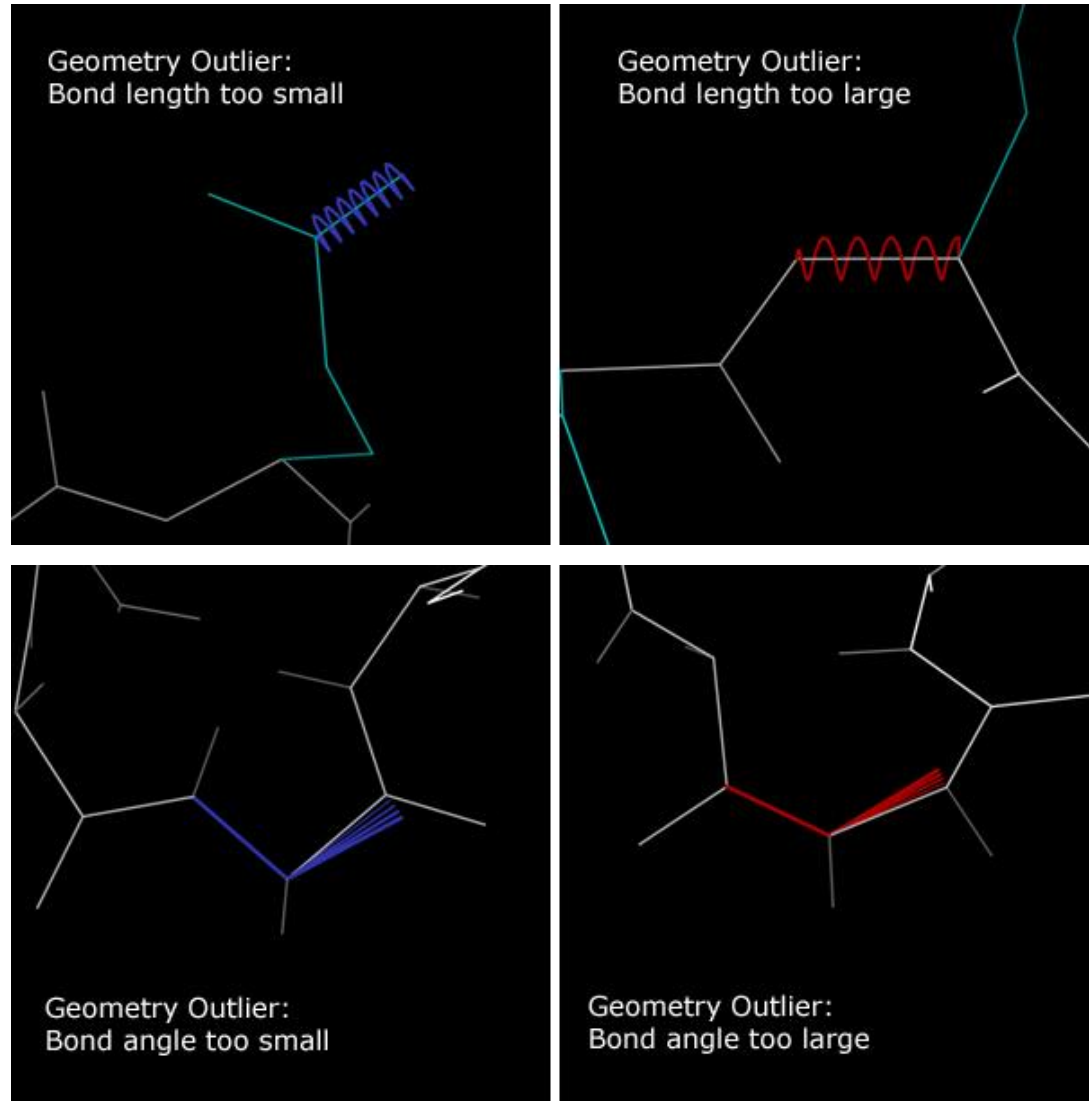 Geometry Outlier:
Bond length too small
Geometry Outlier:
Bond length too large
Geometry Outlier:
Bond angle too small
Geometry Outlier:
Bond angle too large